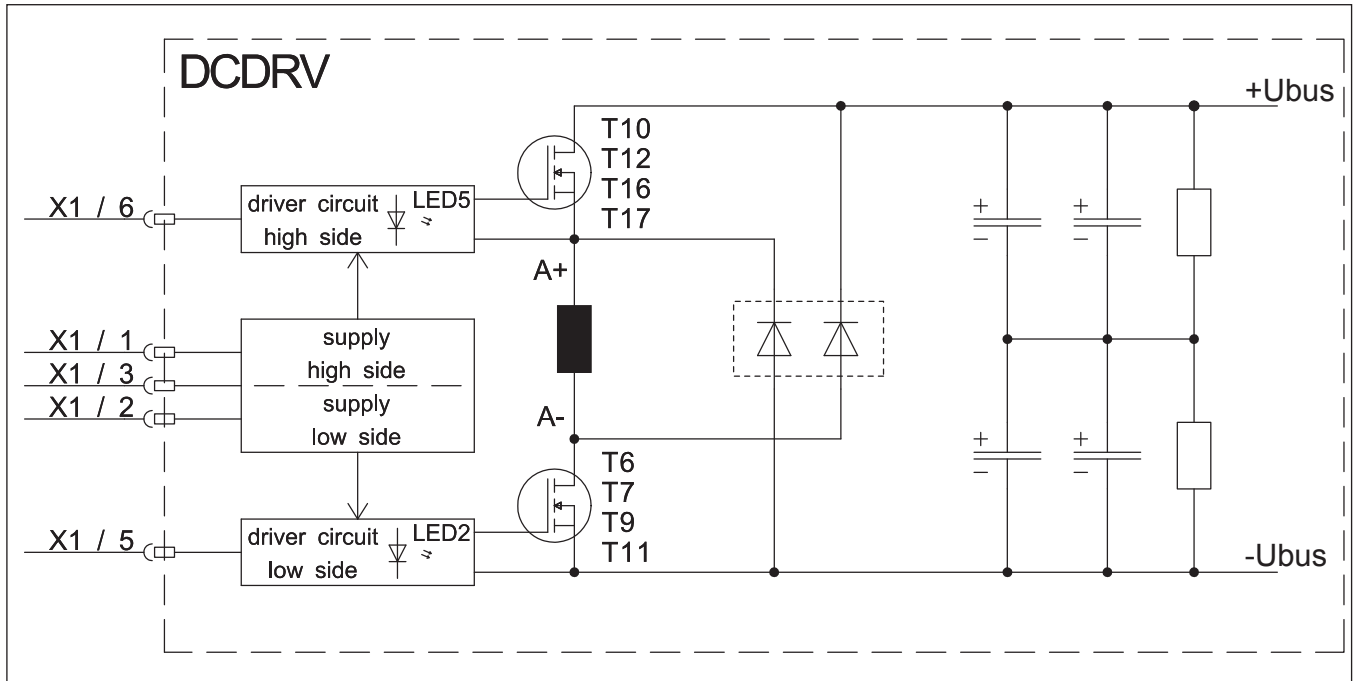 DCDRV
+Ubus
T10
T12
T16
T17
X1 / 6
driver circuit
high side
LED5
A+
X1 / 1
X1 / 3
X1 / 2
supply
high side
supply
low side
A-
+
-
+
-
+
-
+
-
T6
T7
T9
T11
X1 / 5
driver circuit
low side
LED2
-Ubus